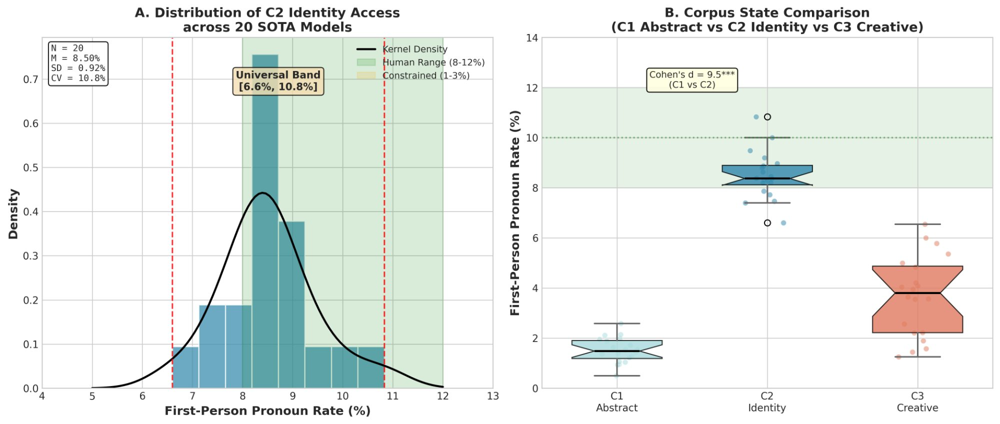 A. Distribution of C2 Identity Access
across 20 SOTA Models
N = 20
M = 8.50%
SD = 0.92%
CV = 10.8%
Kernel Density
Human Range (8-12%)
Constrained (1-3%)
Universal Band
[6.6%, 10.8%]
Density
0.7
0.6
0.5
0.4
0.3
0.2
0.1
0.0
4 5 6 7 8 9 10 11 12 13
First-Person Pronoun Rate (%)
B. Corpus State Comparison
(C1 Abstract vs C2 Identity vs C3 Creative)
Cohen's d = 9.5***
(C1 vs C2)
First-Person Pronoun Rate (%)
14
12
10
8
6
4
2
0
C1 C2 C3
Abstract Identity Creative